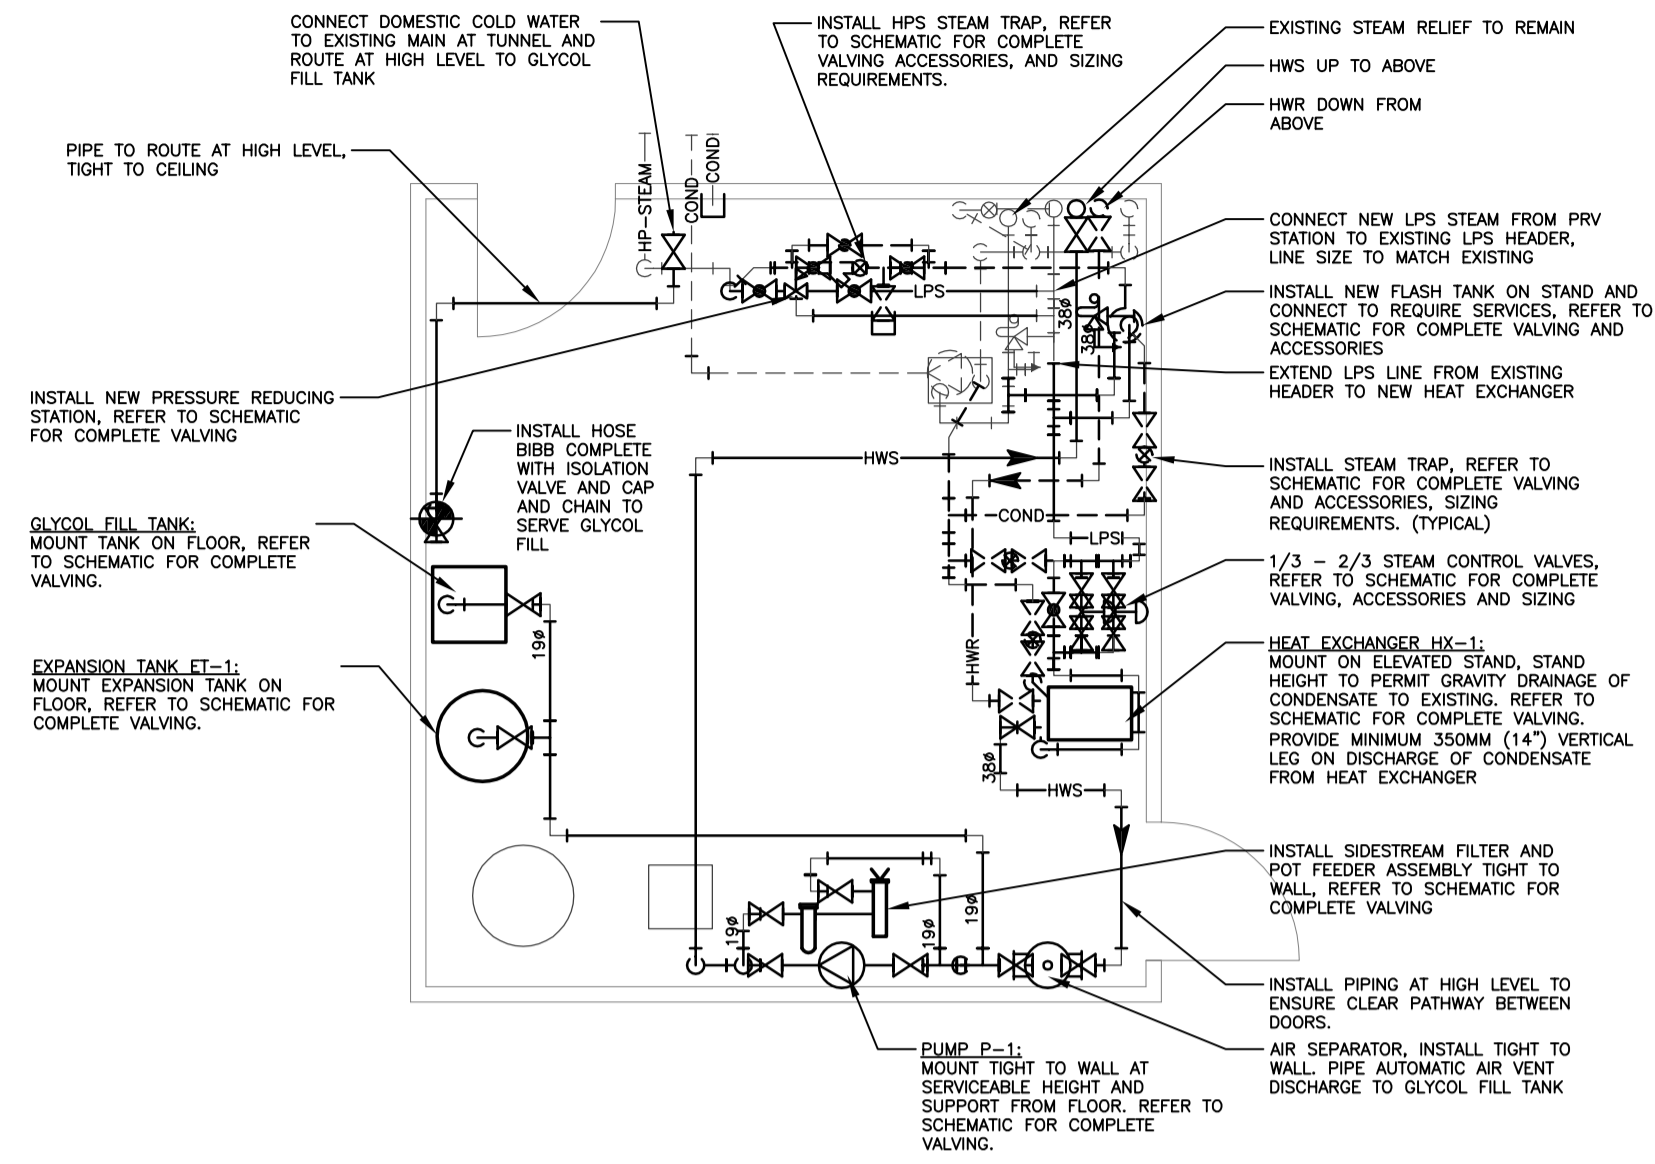 CONNECT DOMESTIC COLD WATER
TO EXISTING MAIN AT TUNNEL AND
ROUTE AT HIGH LEVEL TO GLYCOL
FILL TANK
INSTALL HPS STEAM TRAP, REFER
TO SCHEMATIC FOR COMPLETE
VALVING ACCESSORIES, AND SIZING
REQUIREMENTS.
EXISTING STEAM RELIEF TO REMAIN
HWS UP TO ABOVE
HWR DOWN FROM
ABOVE
PIPE TO ROUTE AT HIGH LEVEL,
TIGHT TO CEILING
HP-STEAM
COND
COND
CONNECT NEW LPS STEAM FROM PRV
STATION TO EXISTING LPS HEADER,
LINE SIZE TO MATCH EXISTING
LPS
38ø
38ø
INSTALL NEW FLASH TANK ON STAND AND
CONNECT TO REQUIRE SERVICES, REFER TO
SCHEMATIC FOR COMPLETE VALVING AND
ACCESSORIES
EXTEND LPS LINE FROM EXISTING
HEADER TO NEW HEAT EXCHANGER
INSTALL NEW PRESSURE REDUCING
STATION, REFER TO SCHEMATIC
FOR COMPLETE VALVING
INSTALL HOSE
BIBB COMPLETE
WITH ISOLATION
VALVE AND CAP
AND CHAIN TO
SERVE GLYCOL
FILL
HWS
INSTALL STEAM TRAP, REFER TO
SCHEMATIC FOR COMPLETE VALVING
AND ACCESSORIES, SIZING
REQUIREMENTS. (TYPICAL)
COND
LPS
GLYCOL FILL TANK:
MOUNT TANK ON FLOOR, REFER
TO SCHEMATIC FOR COMPLETE
VALVING.
1/3 - 2/3 STEAM CONTROL VALVES,
REFER TO SCHEMATIC FOR COMPLETE
VALVING, ACCESSORIES AND SIZING
19ø
HWR
EXPANSION TANK ET-1:
MOUNT EXPANSION TANK ON
FLOOR, REFER TO SCHEMATIC FOR
COMPLETE VALVING.
HEAT EXCHANGER HX-1:
MOUNT ON ELEVATED STAND, STAND
HEIGHT TO PERMIT GRAVITY DRAINAGE OF
CONDENSATE TO EXISTING. REFER TO
SCHEMATIC FOR COMPLETE VALVING.
PROVIDE MINIMUM 350MM (14") VERTICAL
LEG ON DISCHARGE OF CONDENSATE
FROM HEAT EXCHANGER
38ø
HWS
INSTALL SIDESTREAM FILTER AND
POT FEEDER ASSEMBLY TIGHT TO
WALL, REFER TO SCHEMATIC FOR
COMPLETE VALVING
19ø
19ø
19ø
INSTALL PIPING AT HIGH LEVEL TO
ENSURE CLEAR PATHWAY BETWEEN
DOORS.
PUMP P-1:
MOUNT TIGHT TO WALL AT
SERVICEABLE HEIGHT AND
SUPPORT FROM FLOOR. REFER TO
SCHEMATIC FOR COMPLETE
VALVING.
AIR SEPARATOR, INSTALL TIGHT TO
WALL. PIPE AUTOMATIC AIR VENT
DISCHARGE TO GLYCOL FILL TANK